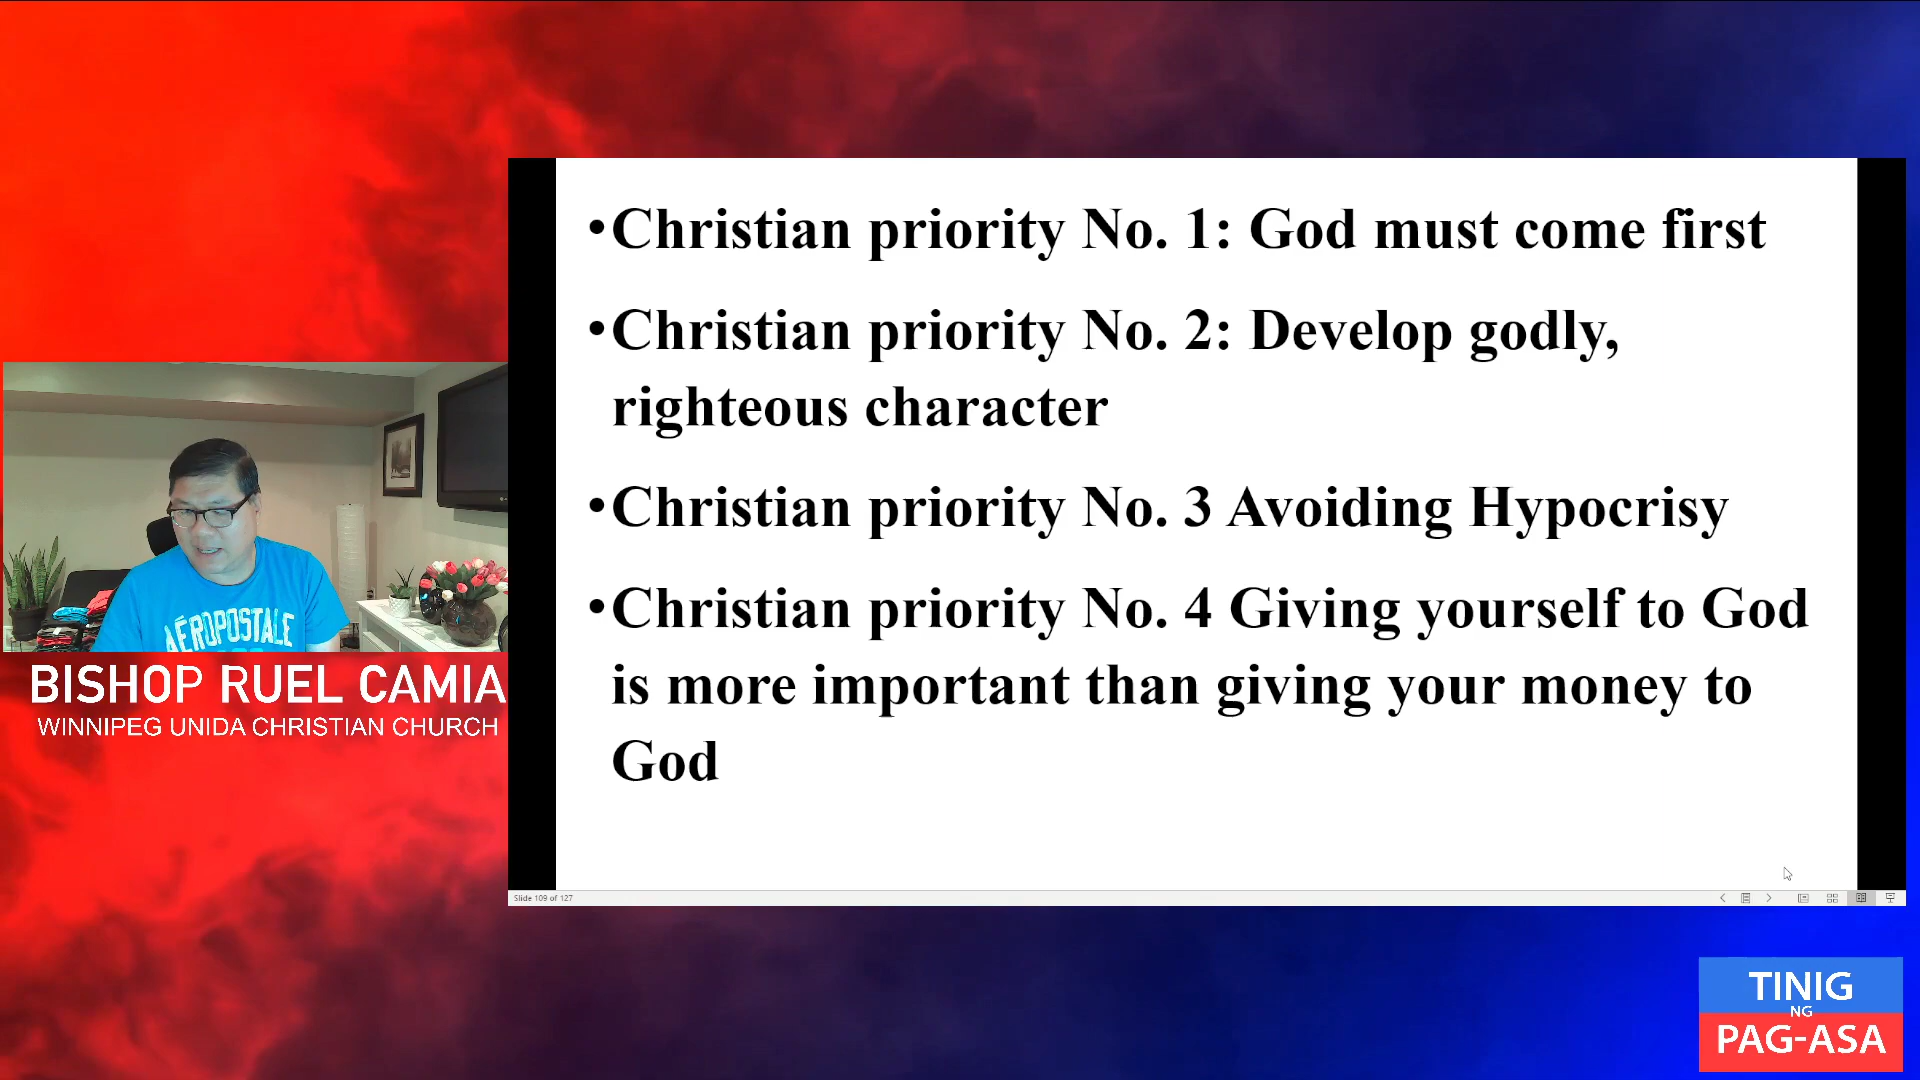 •Christian priority No. 1: God must come first
•Christian priority No. 2: Develop godly,
righteous character
•Christian priority No. 3 Avoiding Hypocrisy
•Christian priority No. 4 Giving yourself to God
is more important than giving your money to
God
AÉROPOSTALE
BISHOP RUEL CAMIA
WINNIPEG UNIDA CHRISTIAN CHURCH
Slide 109 of 127
TINIG
NG
PAG-ASA